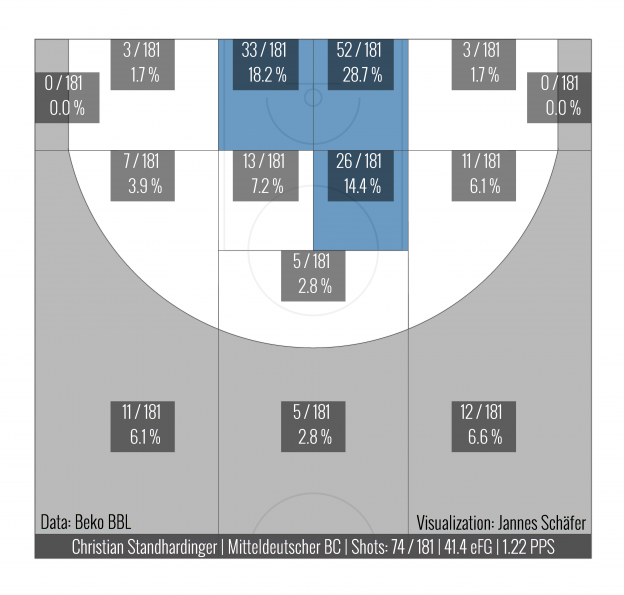 3 / 181
1.7 %
33 / 181
18.2 %
52 / 181
28.7 %
3 / 181
1.7 %
0 / 181
0.0 %
0 / 181
0.0 %
7 / 181
3.9 %
13 / 181
7.2 %
26 / 181
14.4 %
11 / 181
6.1 %
5 / 181
2.8 %
11 / 181
6.1 %
5 / 181
2.8 %
12 / 181
6.6 %
Data: Beko BBL
Visualization: Jannes Schäfer
Christian Standhardinger | Mitteldeutscher BC | Shots: 74 / 181 | 41.4 eFG | 1.22 PPS